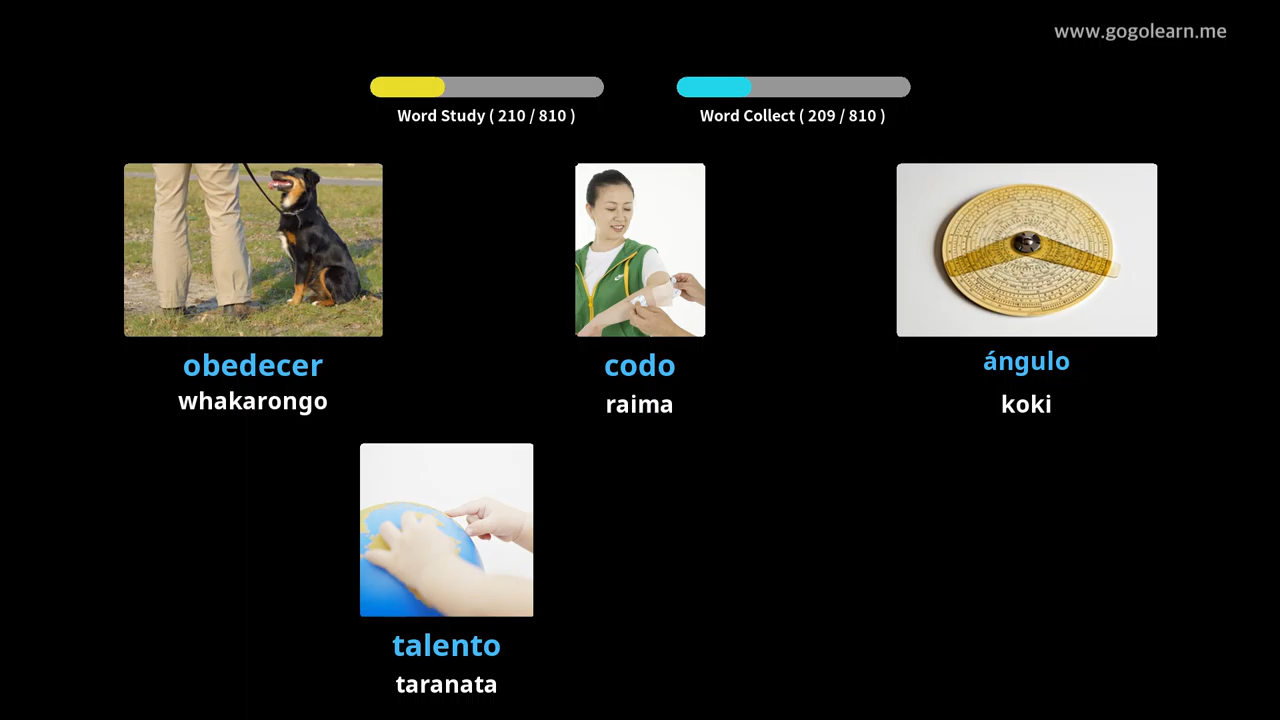 www.gogolearn.me
Word Study ( 210 / 810 )
Word Collect ( 209 / 810 )
obedecer
whakarongo
codo
raima
ángulo
koki
talento
taranata